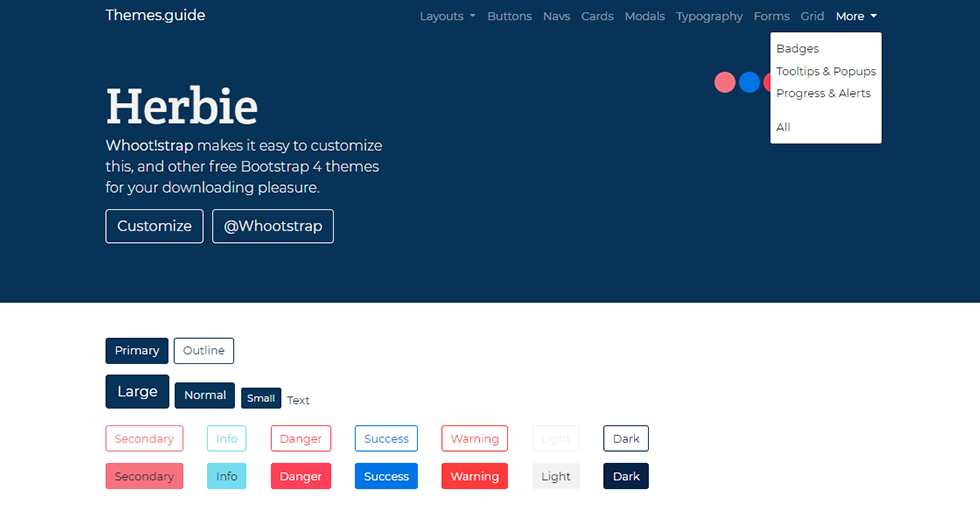 Themes.guide Layouts Buttons Navs Cards Modals Typography Forms Grid More
Badges
Tooltips & Popups
Progress & Alerts
All
Herbie
Whoot!strap makes it easy to customize
this, and other free Bootstrap 4 themes
for your downloading pleasure.
Customize @Whootstrap
Primary Outline
Large Normal Small Text
Secondary Info Danger Success Warning Light Dark
Secondary Info Danger Success Warning Light Dark